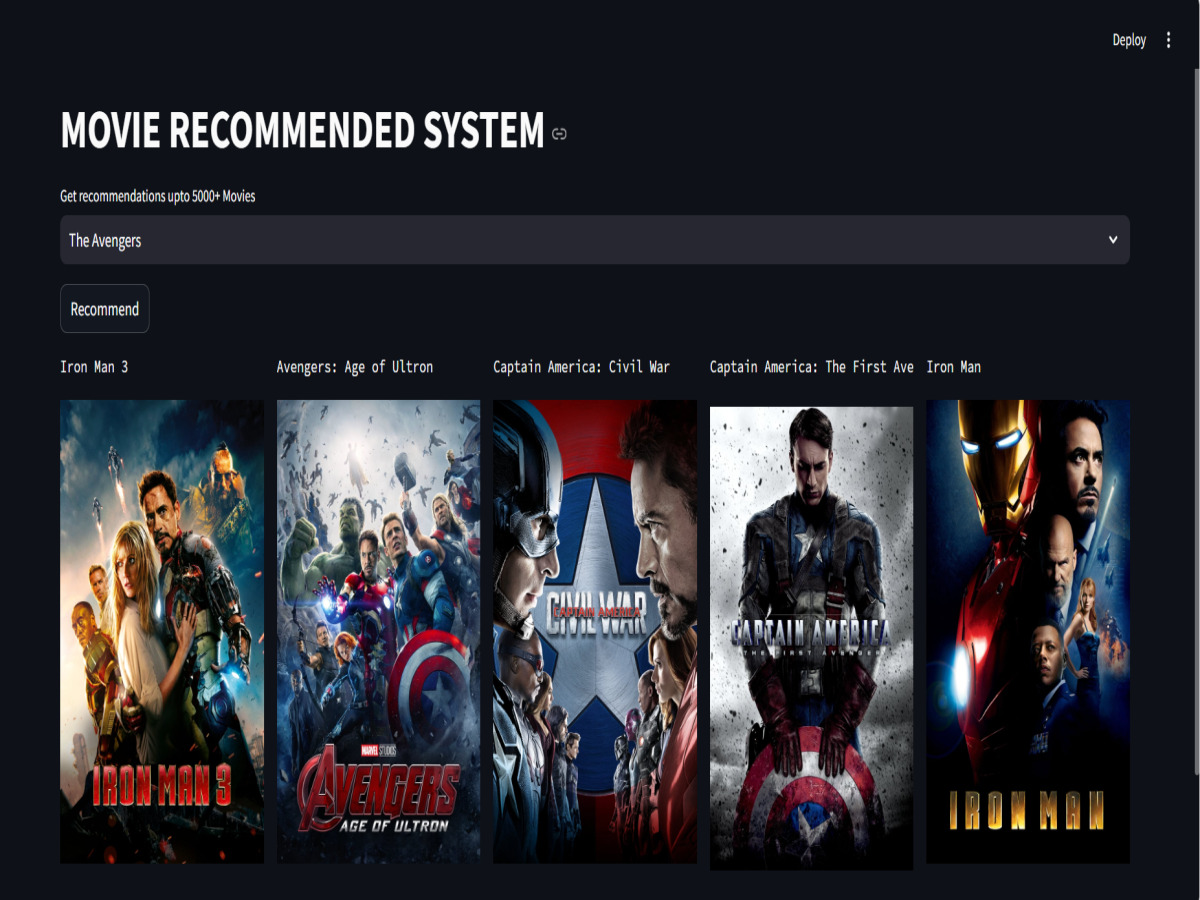 Deploy
MOVIE RECOMMENDED SYSTEM
Get recommendations upto 5000+ Movies
The Avengers
Recommend
Iron Man 3
Avengers: Age of Ultron
Captain America: Civil War
Captain America: The First Ave
Iron Man
IRON MAN 3
MARVEL STUDIOS
AVENGERS
AGE OF ULTRON
CAPTAIN AMERICA
CIVIL WAR
CAPTAIN AMERICA
THE FIRST AVENGER
IRON MAN